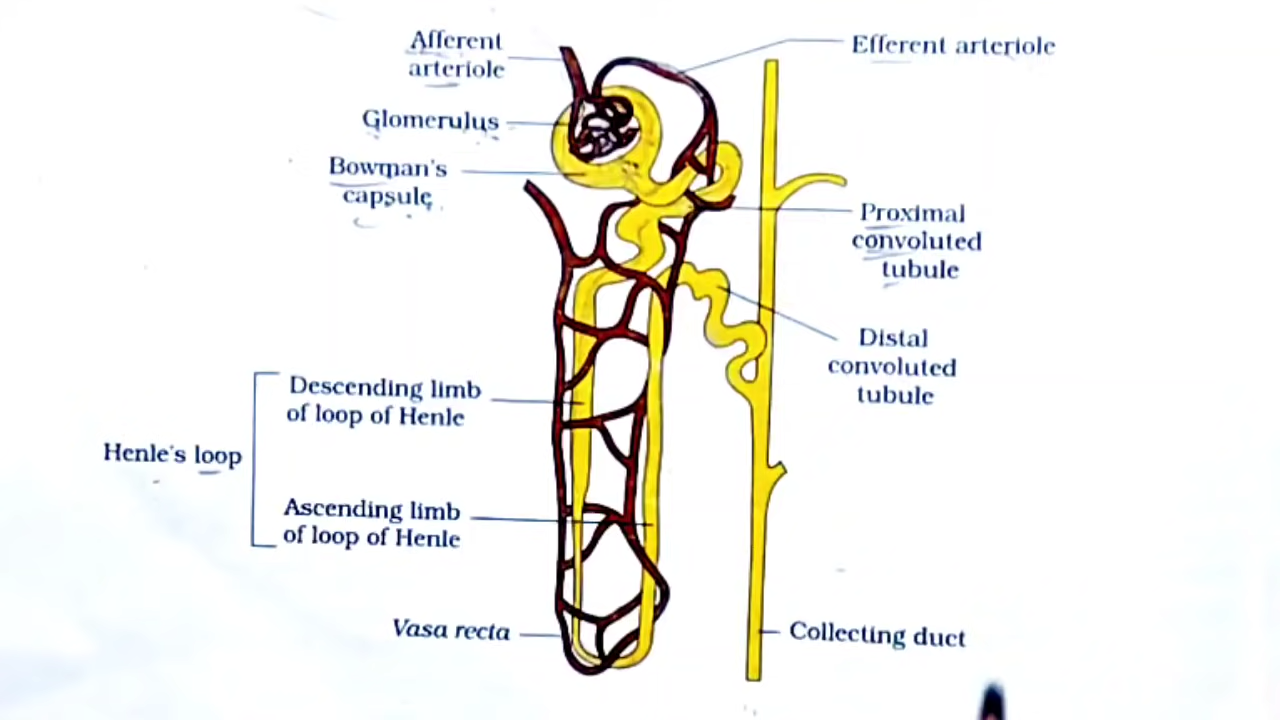 Afferent
arteriole
Efferent arteriole
Glomerulus
Bowman's
capsule
Proximal
convoluted
tubule
Distal
convoluted
tubule
Descending limb
of loop of Henle
Henle's loop
Ascending limb
of loop of Henle
Vasa recta
Collecting duct